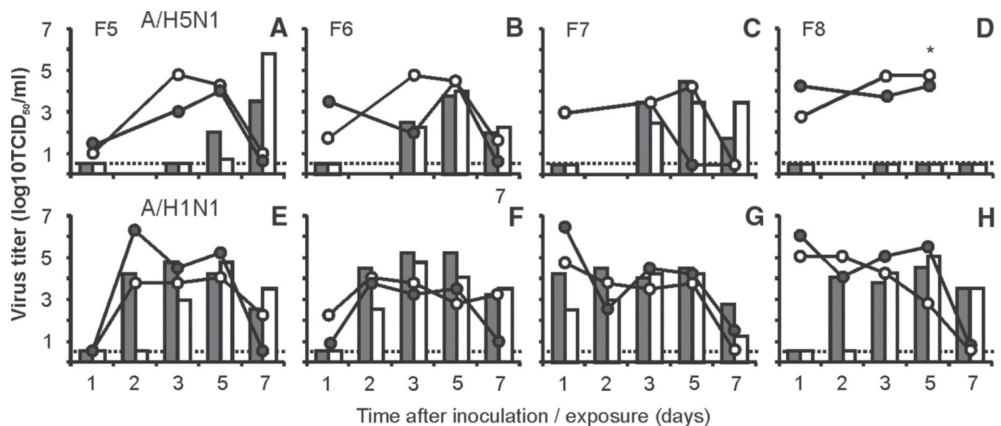 F5 A/H5N1 A F6 B F7 C F8 D
7
5
3
1
*
7
A/H1N1 E F G H
7
5
3
1
Virus titer (log10TCID50/ml)
1 2 3 5 7 1 2 3 5 7 1 2 3 5 7 1 2 3 5 7
Time after inoculation / exposure (days)